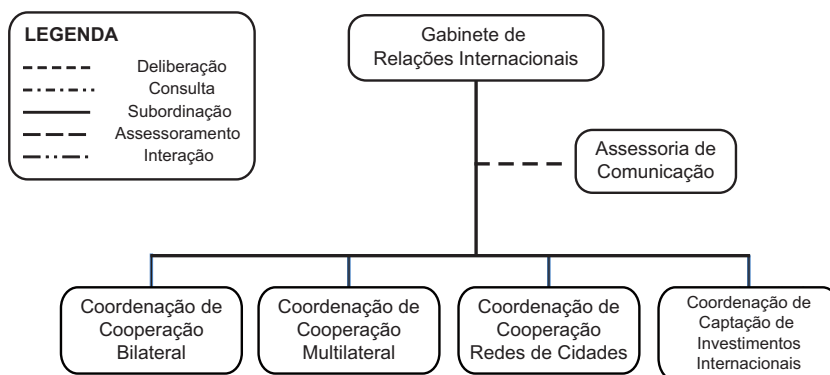 LEGENDA
Deliberação
Consulta
Subordinação
Assessoramento
Interação
Gabinete de
Relações Internacionais
Assessoria de
Comunicação
Coordenação de
Cooperação
Bilateral
Coordenação de
Cooperação
Multilateral
Coordenação de
Cooperação
Redes de Cidades
Coordenação de
Captação de
Investimentos
Internacionais